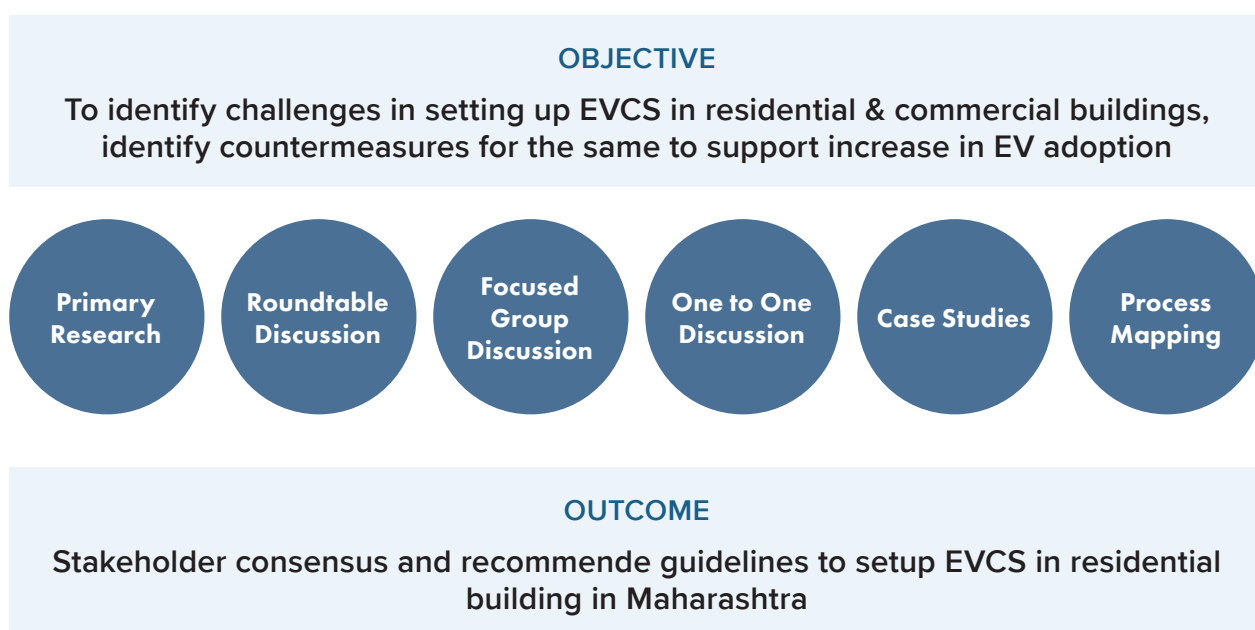 OBJECTIVE
To identify challenges in setting up EVCS in residential & commercial buildings,
identify countermeasures for the same to support increase in EV adoption
Primary
Research
Roundtable
Discussion
Focused
Group
Discussion
One to One
Discussion
Case Studies
Process
Mapping
OUTCOME
Stakeholder consensus and recommende guidelines to setup EVCS in residential
building in Maharashtra